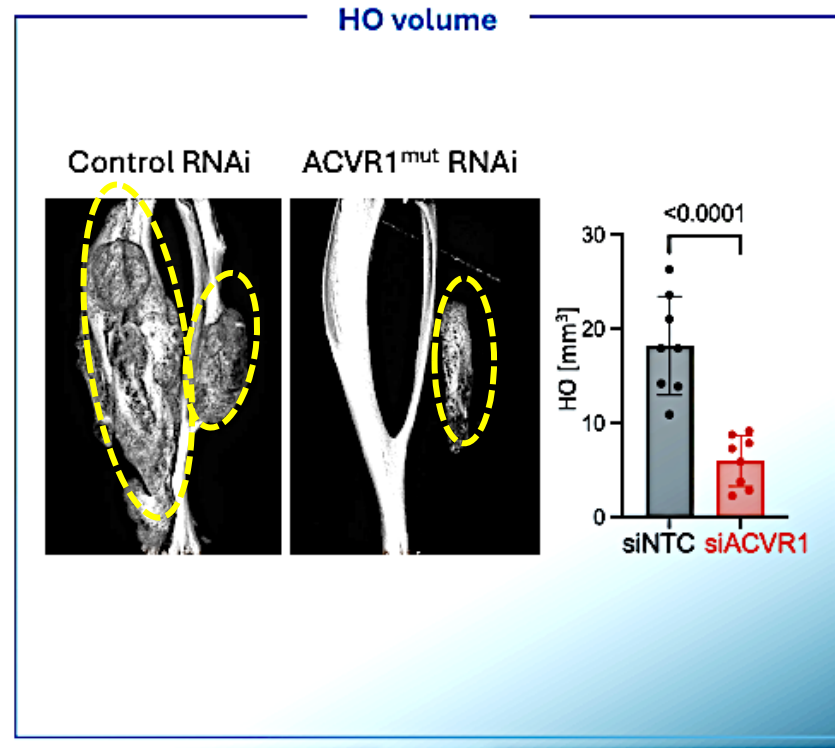 HO volume
Control RNAi
ACVR1ᵐᵘᵗ RNAi
<0.0001
30
20
10
0
HO [mm³]
siNTC
siACVR1